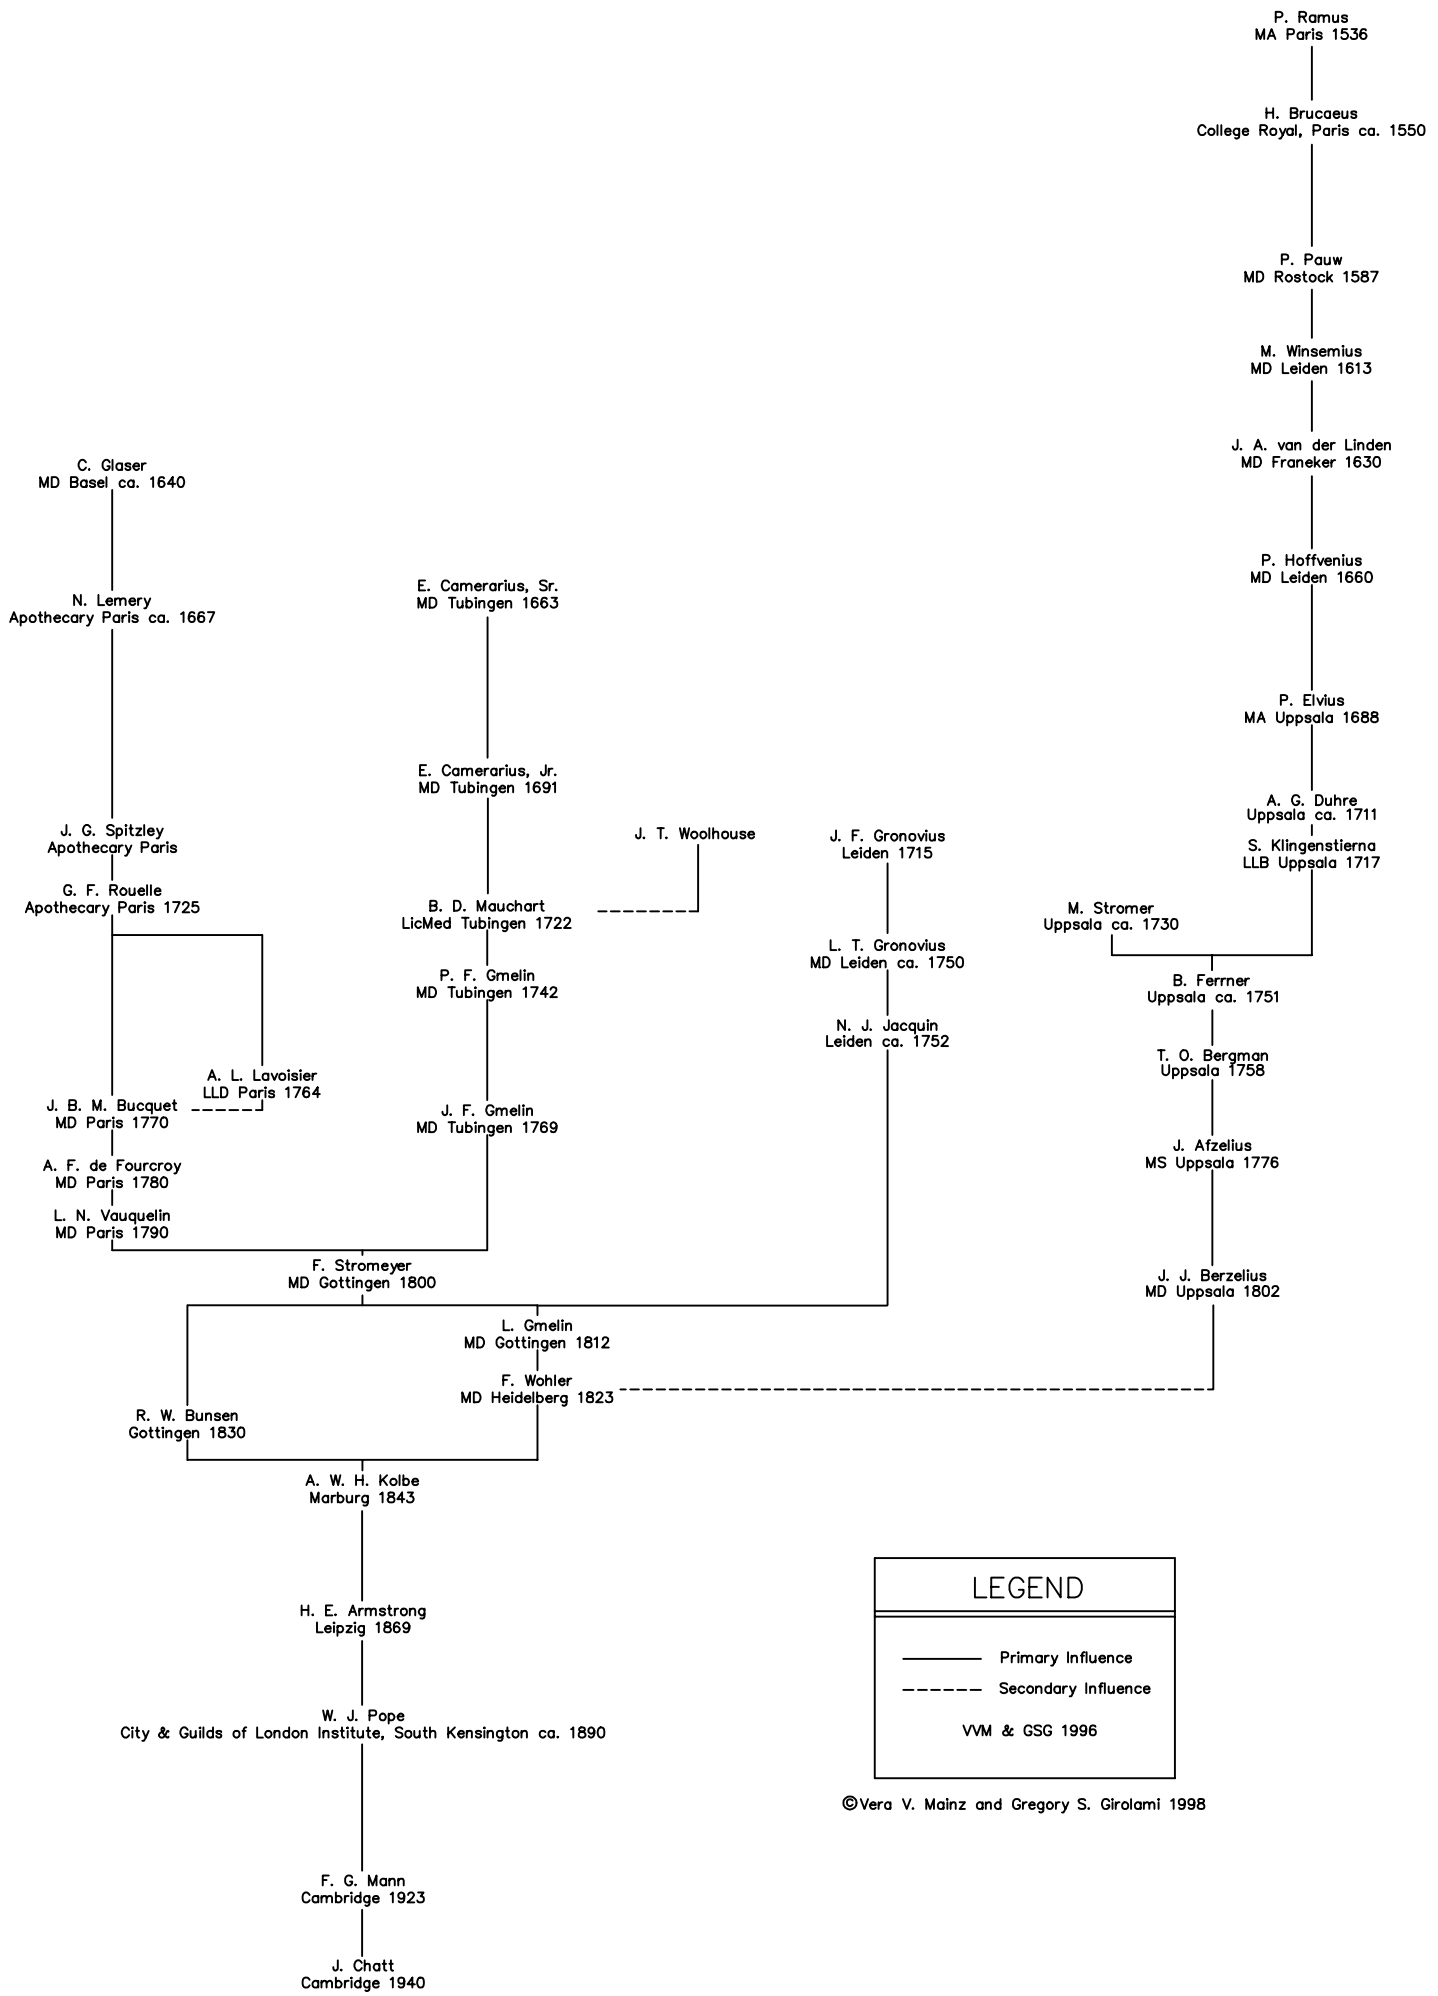 P. Ramus
MA Paris 1536
H. Brucaeus
College Royal, Paris ca. 1550
P. Pauw
MD Rostock 1587
M. Winsemius
MD Leiden 1613
J. A. van der Linden
MD Franeker 1630
C. Glaser
MD Basel ca. 1640
P. Hoffvenius
MD Leiden 1660
E. Camerarius, Sr.
MD Tubingen 1663
N. Lemery
Apothecary Paris ca. 1667
P. Elvius
MA Uppsala 1688
E. Camerarius, Jr.
MD Tubingen 1691
A. G. Duhre
Uppsala ca. 1711
J. G. Spitzley
Apothecary Paris
J. T. Woolhouse
J. F. Gronovius
Leiden 1715
S. Klingenstierna
LLB Uppsala 1717
G. F. Rouelle
Apothecary Paris 1725
B. D. Mauchart
LicMed Tubingen 1722
M. Stromer
Uppsala ca. 1730
L. T. Gronovius
MD Leiden ca. 1750
P. F. Gmelin
MD Tubingen 1742
B. Ferrner
Uppsala ca. 1751
N. J. Jacquin
Leiden ca. 1752
T. O. Bergman
Uppsala 1758
A. L. Lavoisier
LLD Paris 1764
J. B. M. Bucquet
MD Paris 1770
J. F. Gmelin
MD Tubingen 1769
J. Afzelius
MS Uppsala 1776
A. F. de Fourcroy
MD Paris 1780
L. N. Vauquelin
MD Paris 1790
F. Stromeyer
MD Gottingen 1800
J. J. Berzelius
MD Uppsala 1802
L. Gmelin
MD Gottingen 1812
F. Wohler
MD Heidelberg 1823
R. W. Bunsen
Gottingen 1830
A. W. H. Kolbe
Marburg 1843
H. E. Armstrong
Leipzig 1869
W. J. Pope
City & Guilds of London Institute, South Kensington ca. 1890
F. G. Mann
Cambridge 1923
J. Chatt
Cambridge 1940
LEGEND
Primary Influence
Secondary Influence
VVM & GSG 1996
©Vera V. Mainz and Gregory S. Girolami 1998